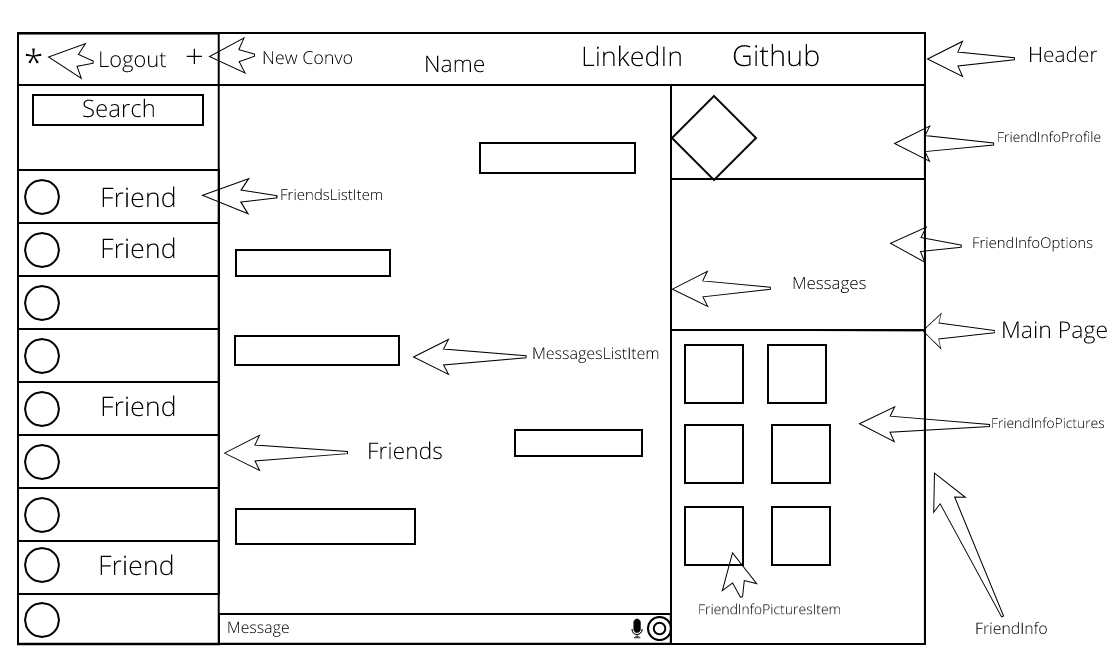 * Logout + New Convo Name LinkedIn Github Header
Search
FriendInfoProfile
Friend FriendsListItem
Friend FriendInfoOptions
Messages
Main Page
MessagesListItem
Friend FriendInfoPictures
Friends
Friend
FriendInfoPicturesItem
Message FriendInfo